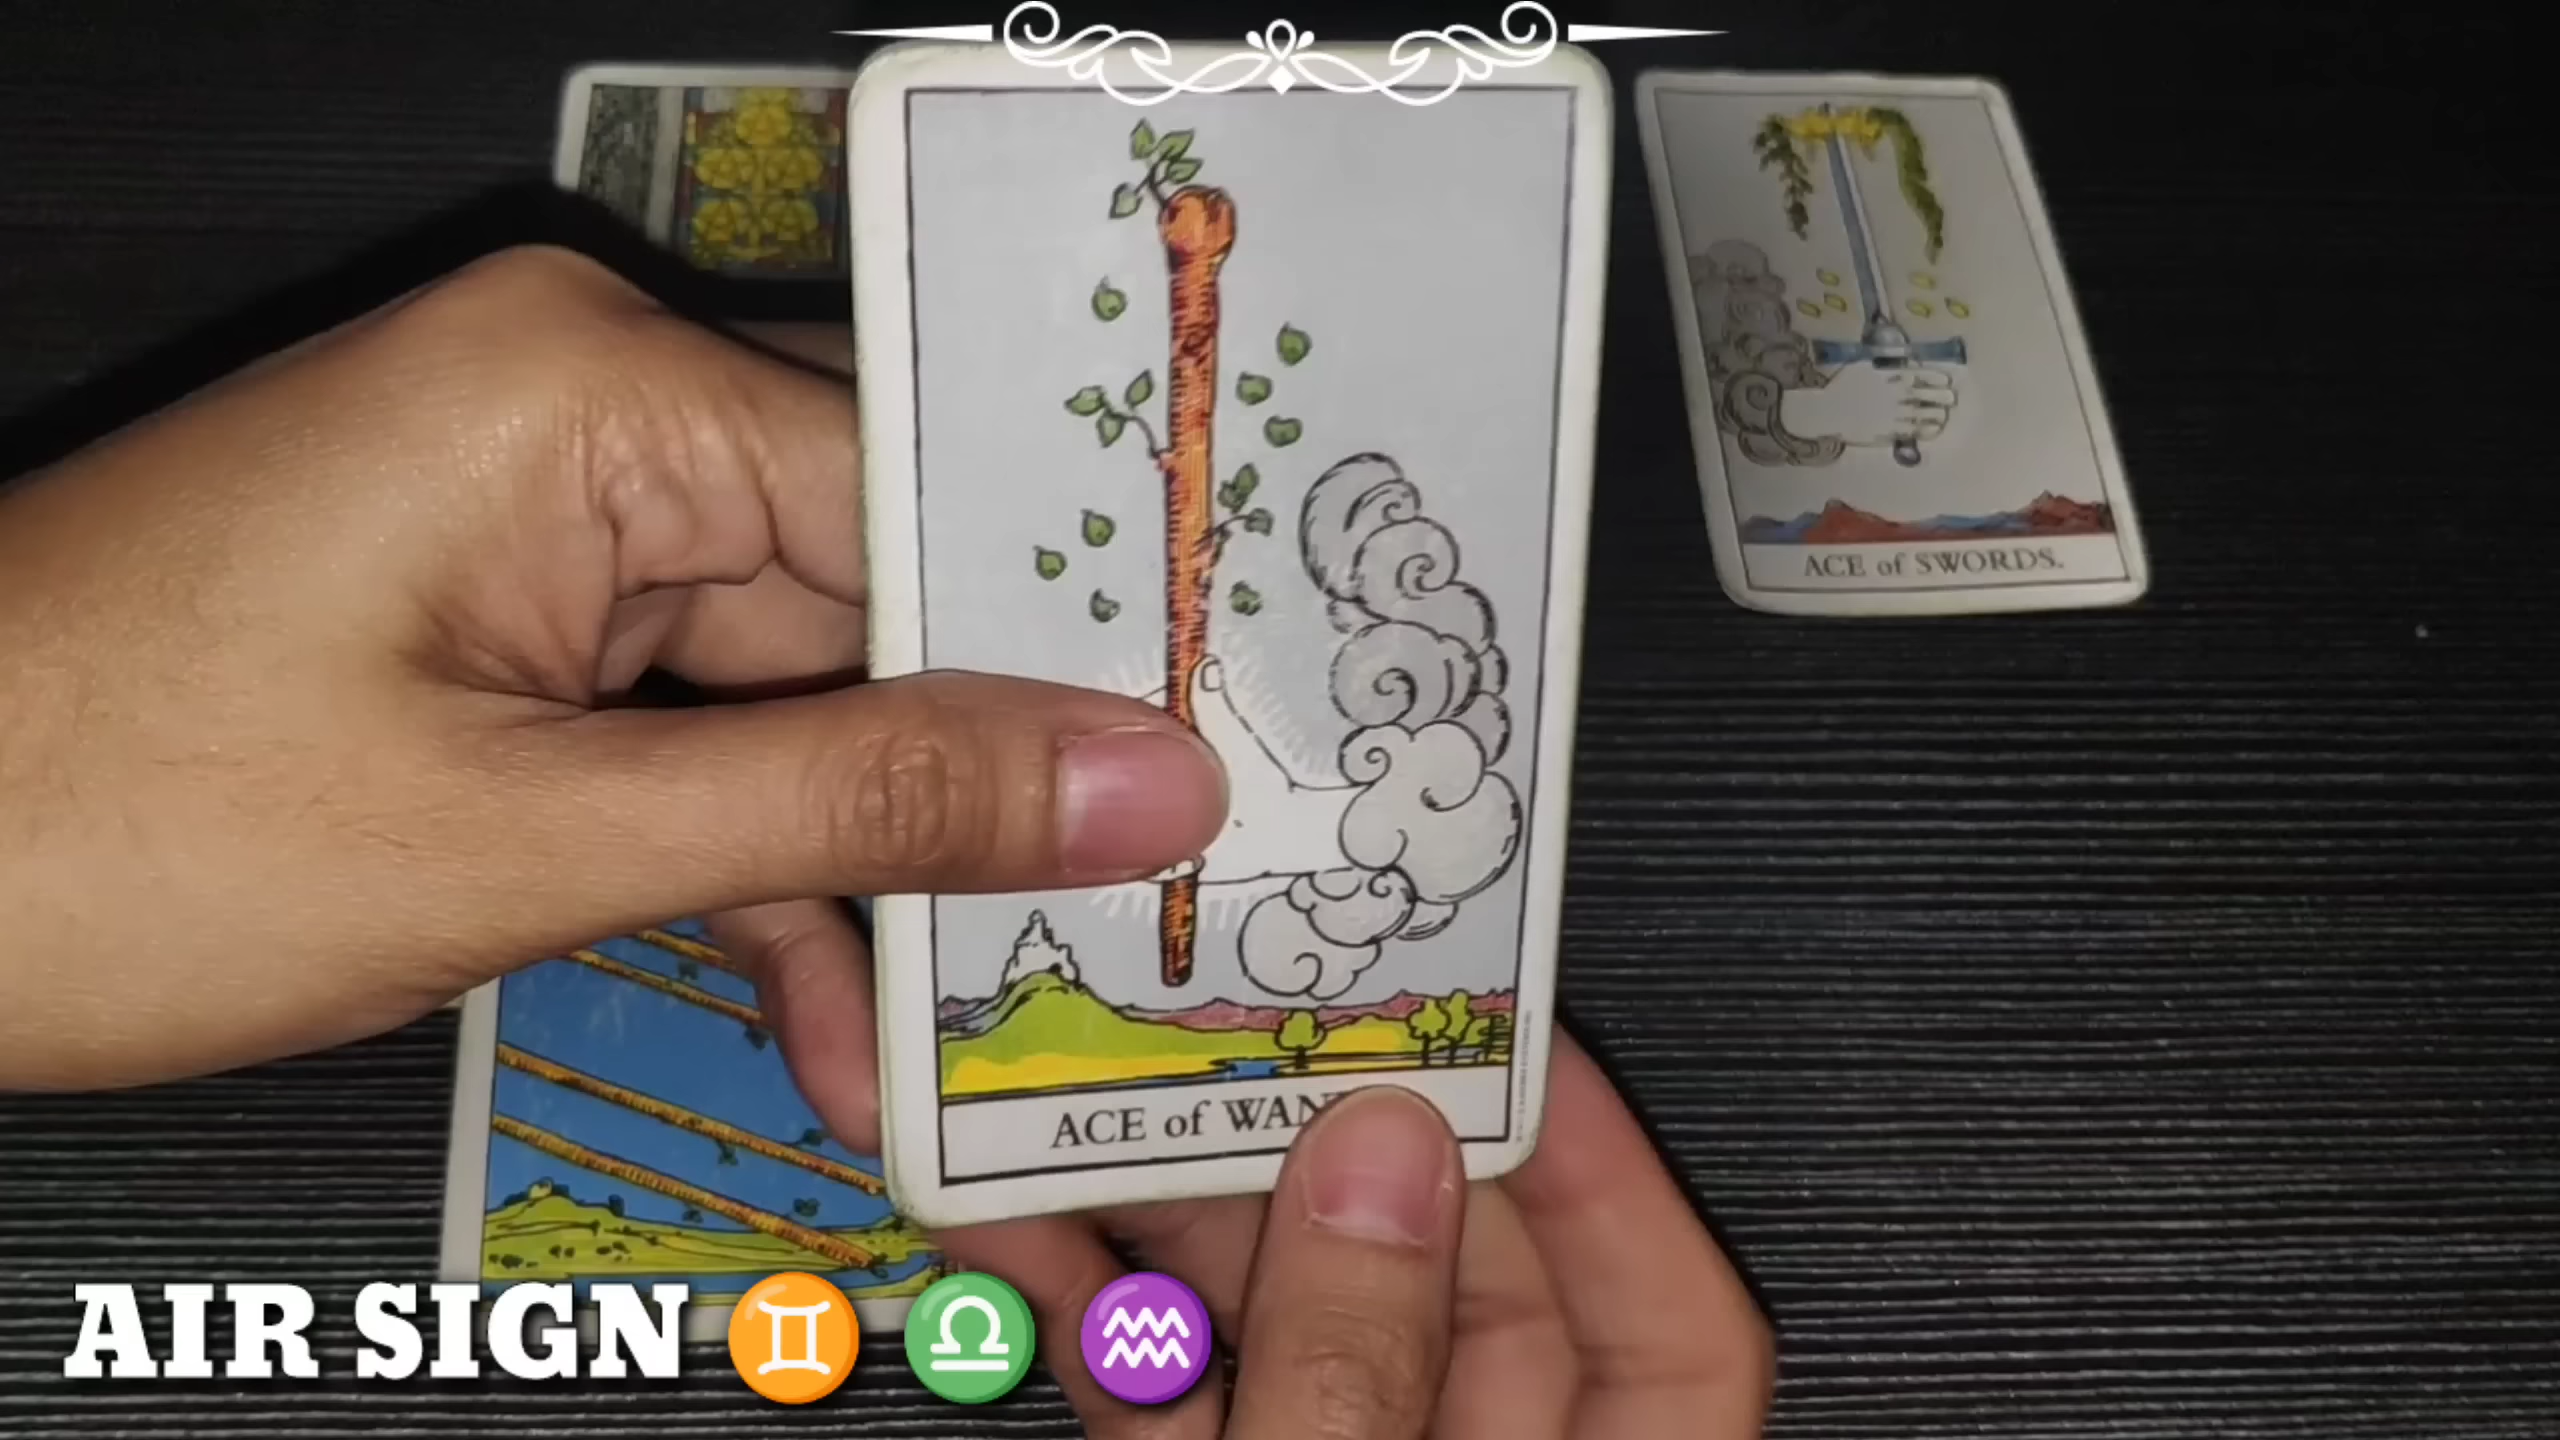 ACE of SWORDS.
ACE of WAN
AIR SIGN ♊ ♎ ♒